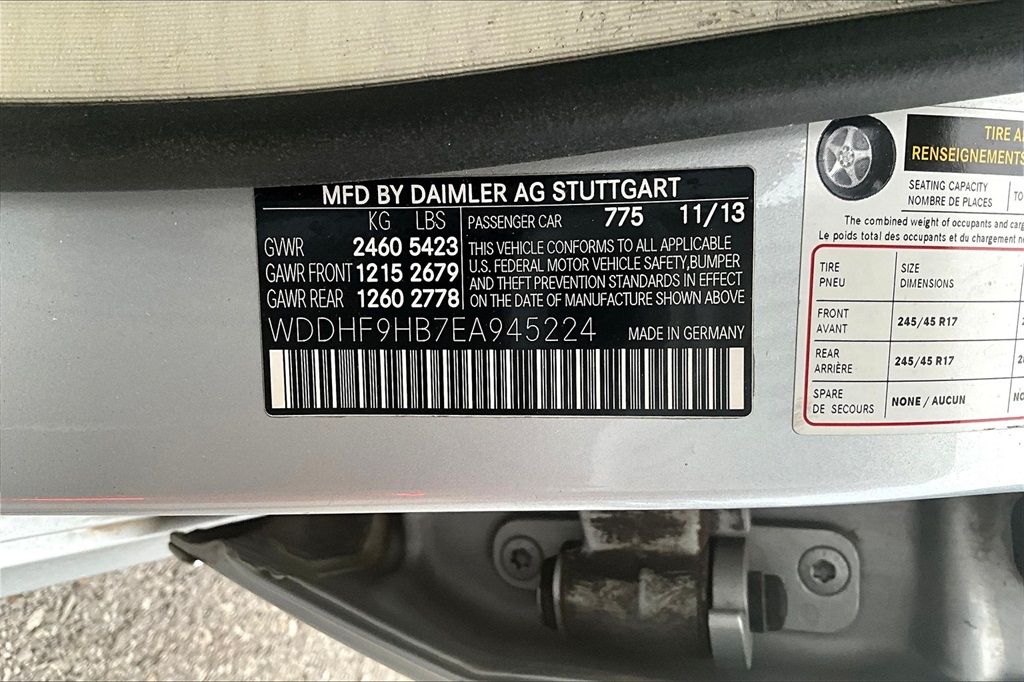 MFD BY DAIMLER AG STUTTGART
KG LBS
GVWR 2460 5423
GAWR FRONT 1215 2679
GAWR REAR 1260 2778
PASSENGER CAR 775 11/13
THIS VEHICLE CONFORMS TO ALL APPLICABLE
U.S. FEDERAL MOTOR VEHICLE SAFETY,BUMPER
AND THEFT PREVENTION STANDARDS IN EFFECT
ON THE DATE OF MANUFACTURE SHOWN ABOVE
WDDHF9HB7EA945224 MADE IN GERMANY
TIRE
RENSEIGNEMENTS
SEATING CAPACITY
NOMBRE DE PLACES
The combined weight of occupants and
Le poids total des occupants et du chargement
TIRE SIZE
PNEU DIMENSIONS
FRONT
AVANT 245/45 R17
REAR
ARRIÈRE 245/45 R17
SPARE
DE SECOURS NONE / AUCUN